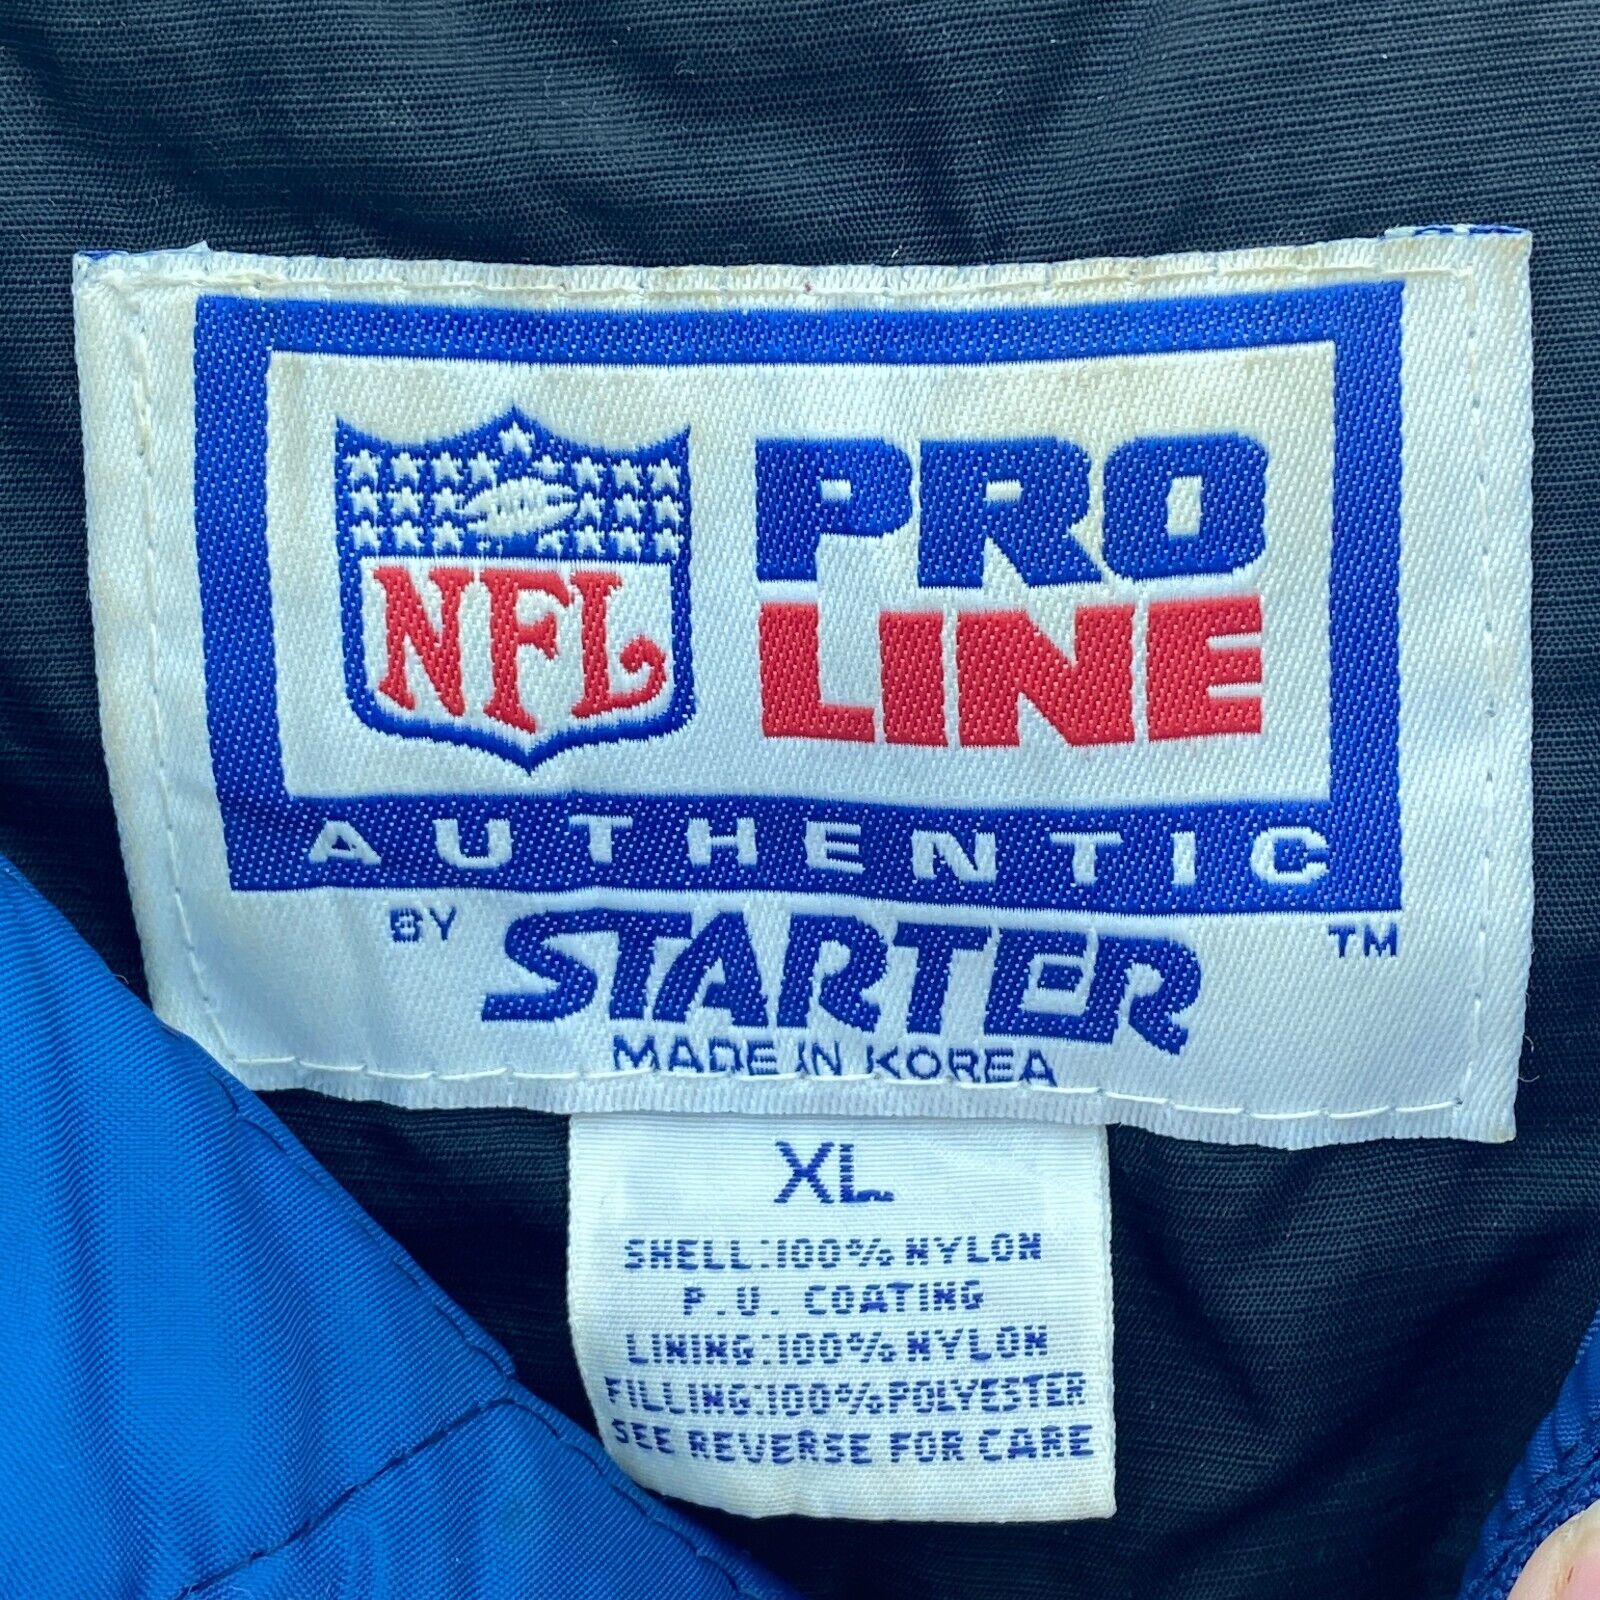 NFL
PRO
LINE
AUTHENTIC
BY STARTER TM
MADE IN KOREA
XL
SHELL:100% NYLON
P.U. COATING
LINING:100% NYLON
FILLING:100% POLYESTER
SEE REVERSE FOR CARE